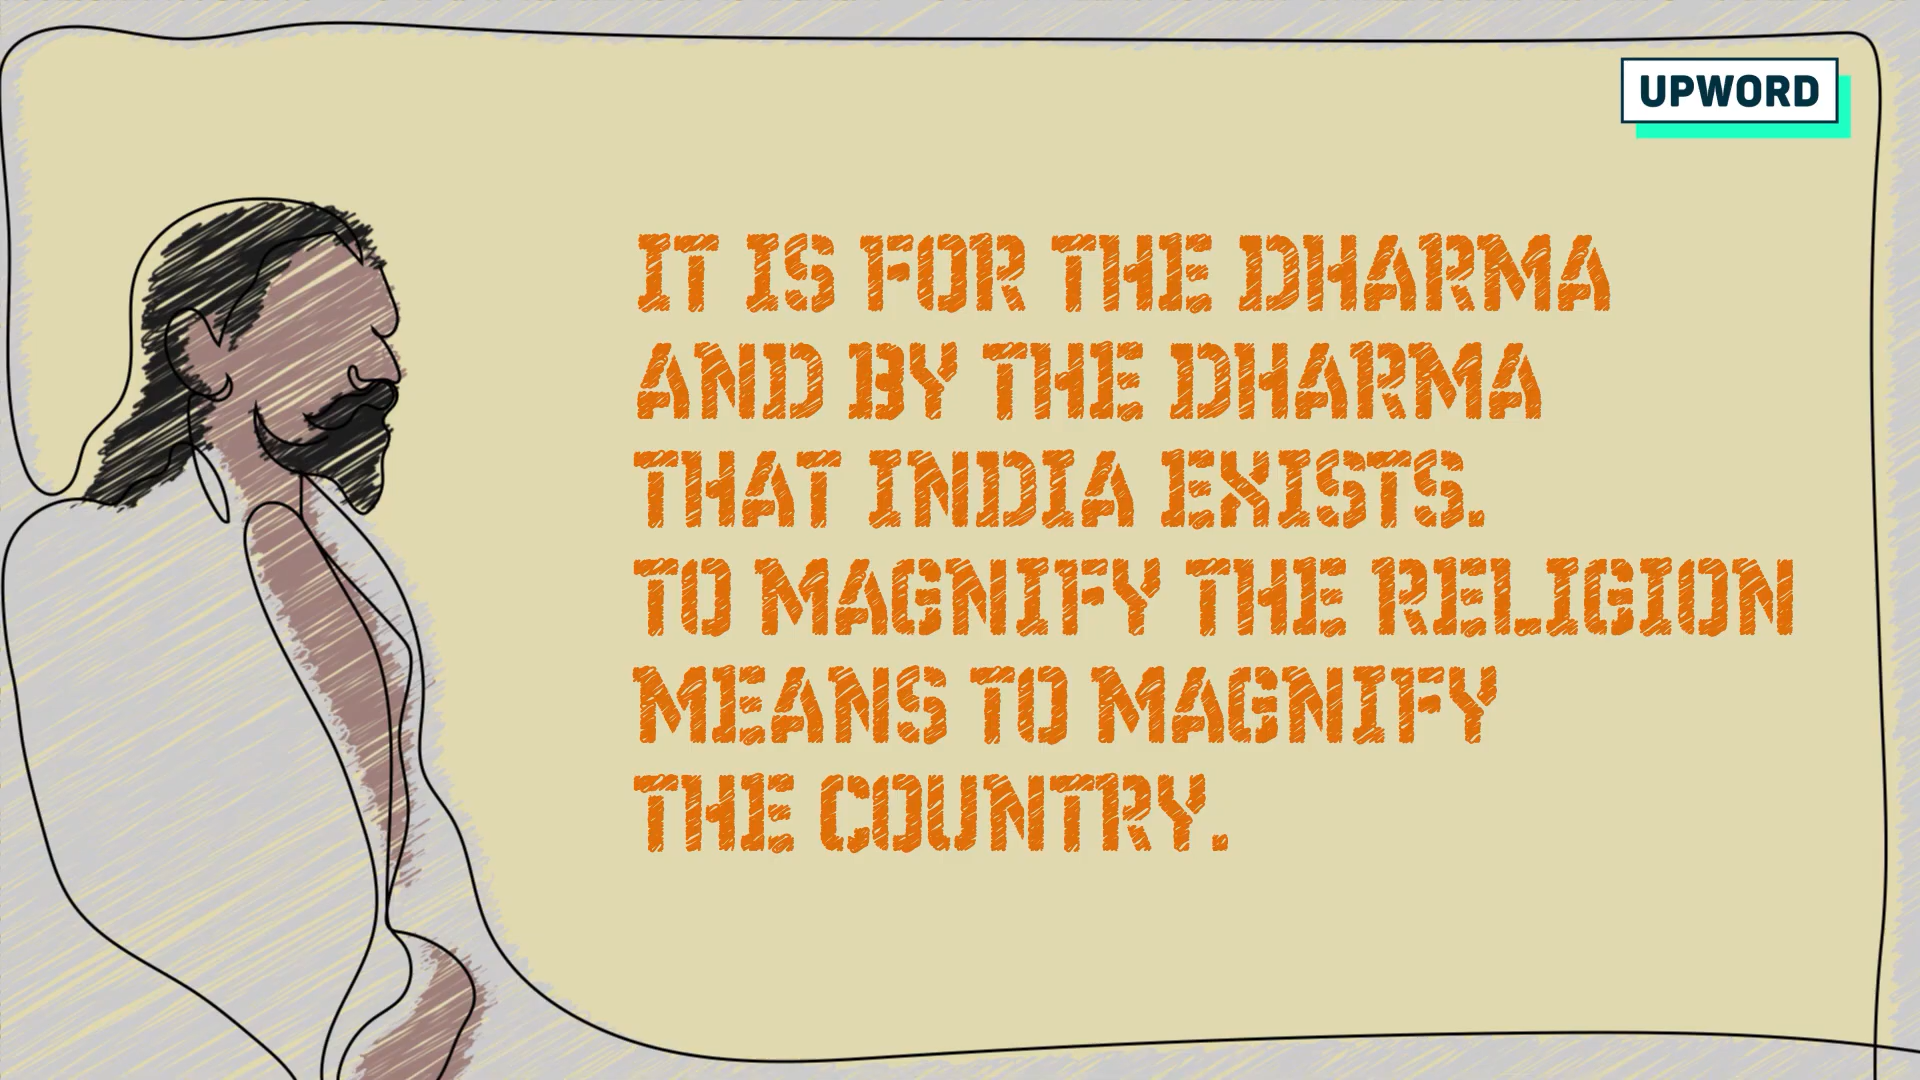 UPWORD
IT IS FOR THE DHARMA
AND BY THE DHARMA
THAT INDIA EXISTS.
TO MAGNIFY THE RELIGION
MEANS TO MAGNIFY
THE COUNTRY.